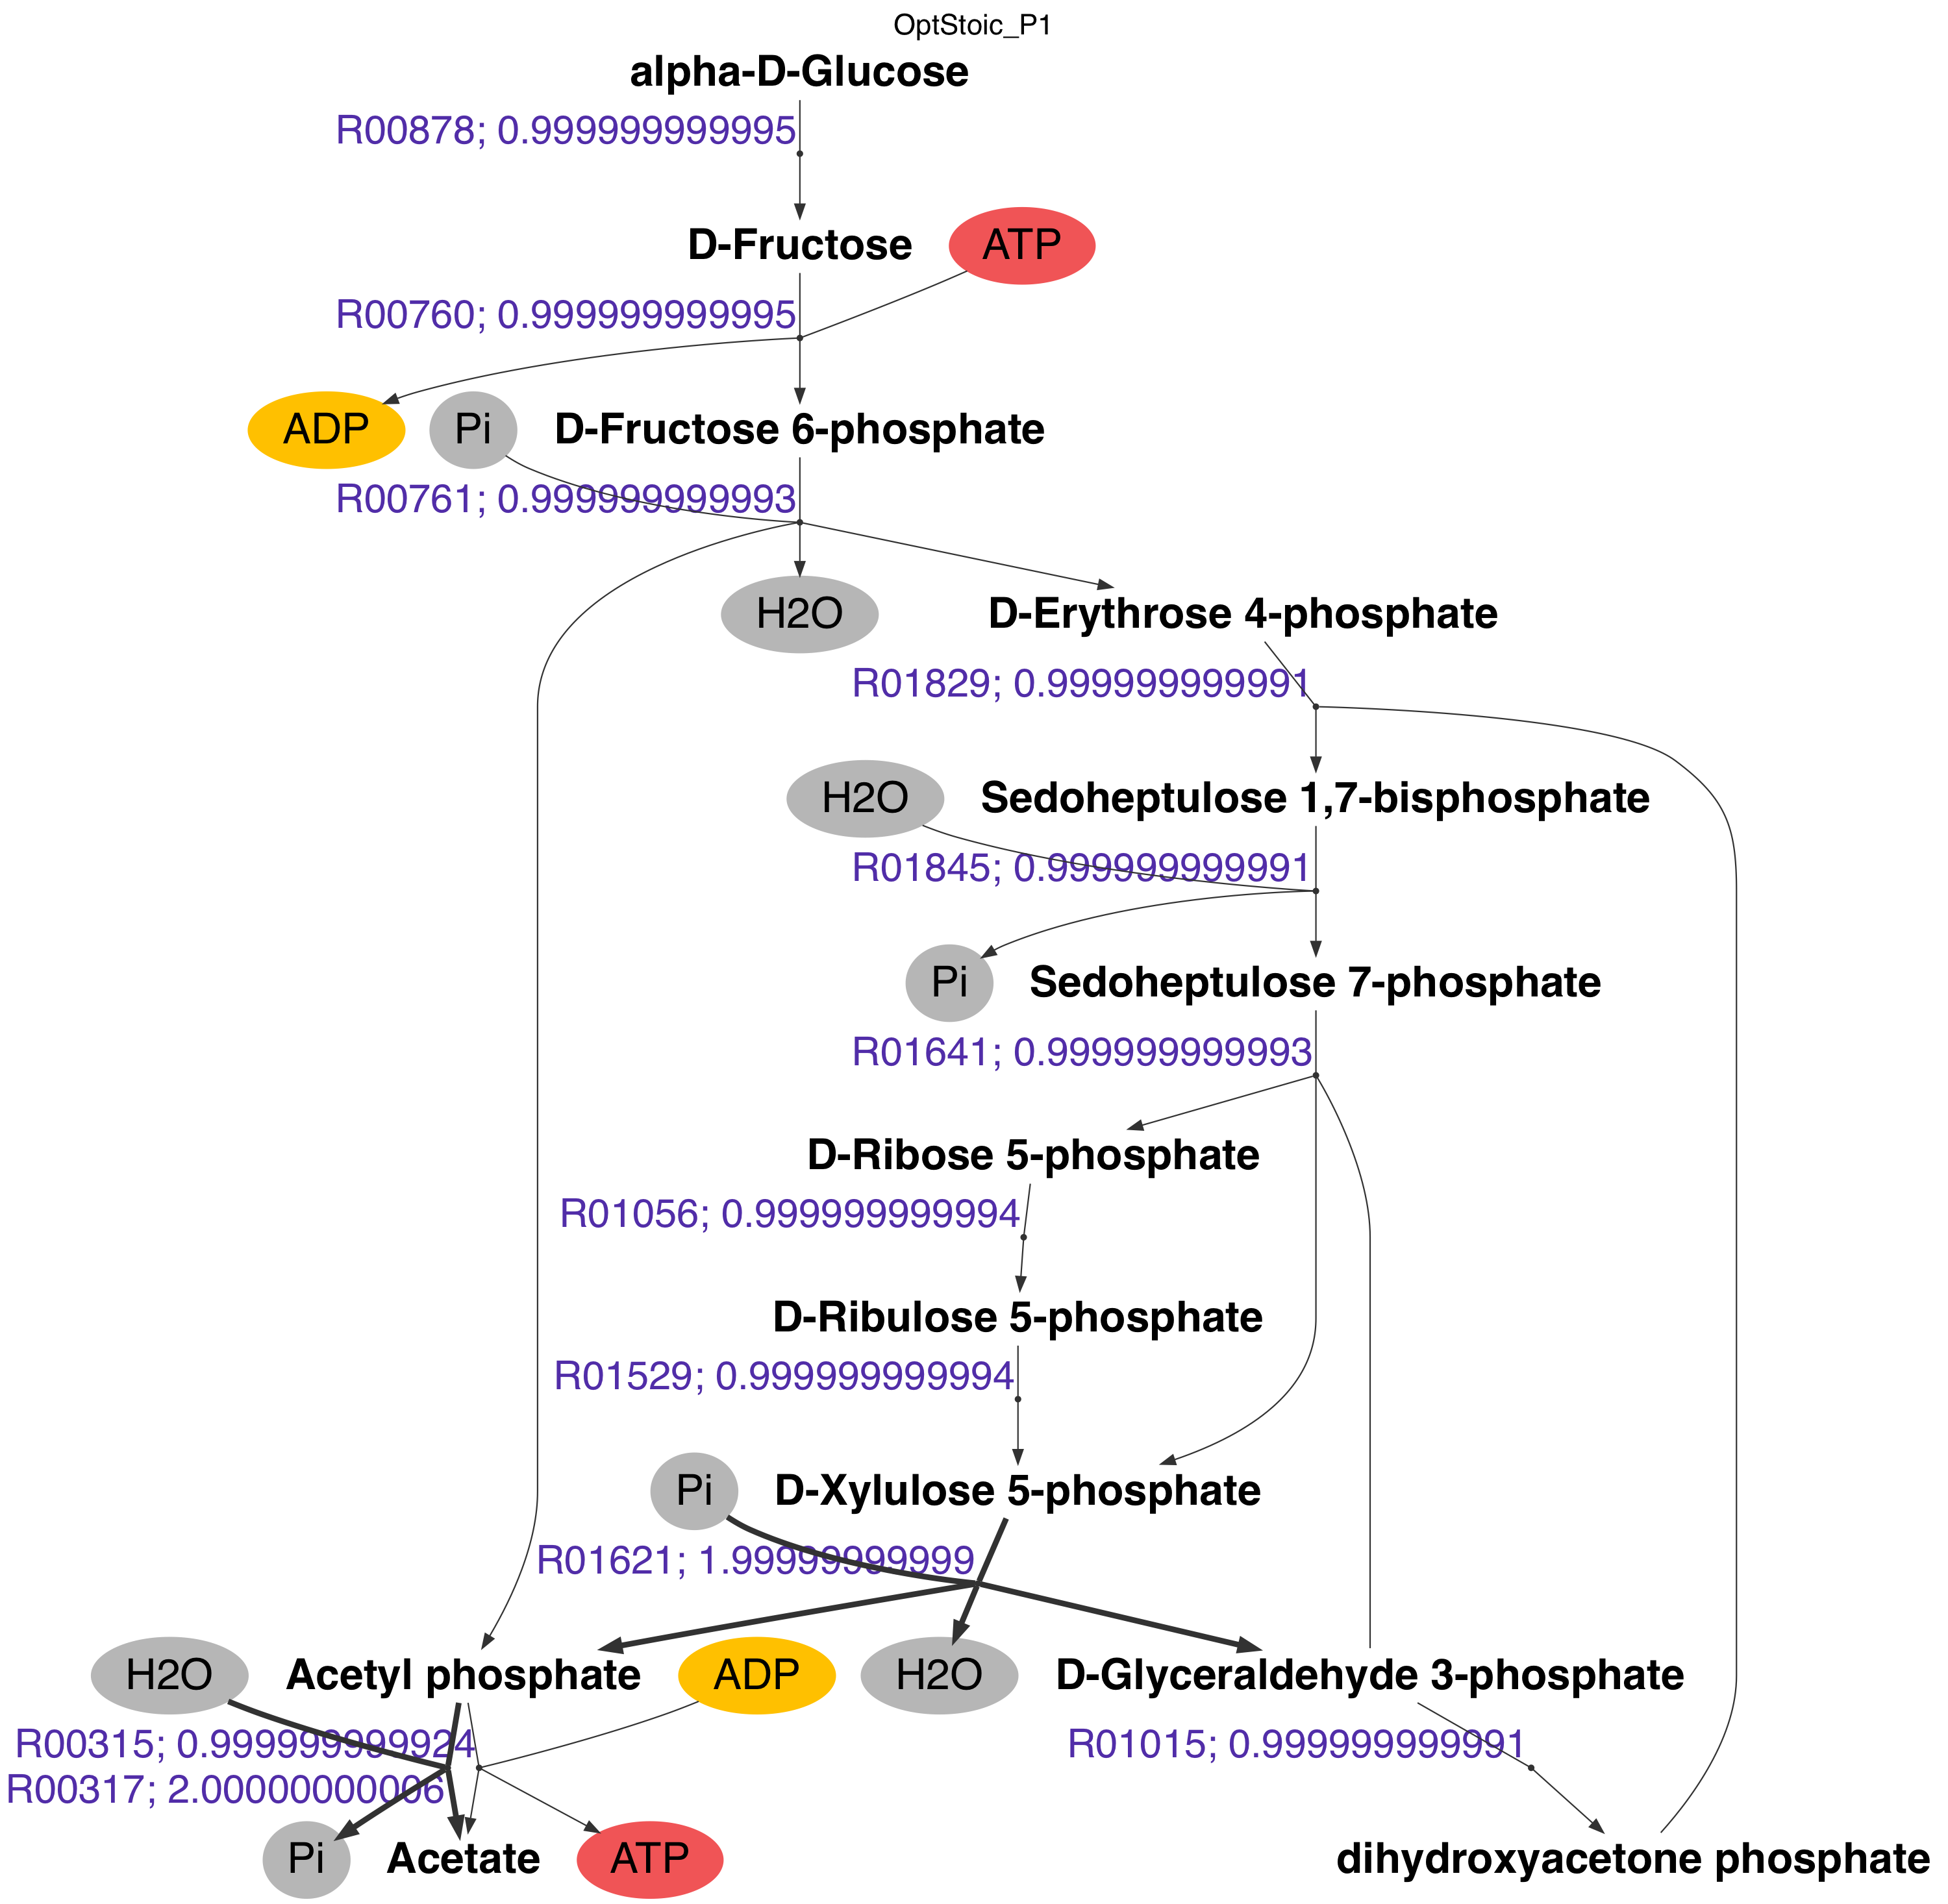 OptStoic_P1
alpha-D-Glucose
R00878; 0.999999999995
D-Fructose
ATP
R00760; 0.999999999995
ADP
Pi
D-Fructose 6-phosphate
R00761; 0.999999999993
H2O
D-Erythrose 4-phosphate
R01829; 0.999999999991
H2O
Sedoheptulose 1,7-bisphosphate
R01845; 0.999999999991
Pi
Sedoheptulose 7-phosphate
R01641; 0.999999999993
D-Ribose 5-phosphate
R01056; 0.999999999994
D-Ribulose 5-phosphate
R01529; 0.999999999994
Pi
D-Xylulose 5-phosphate
R01621; 1.99999999999
H2O
Acetyl phosphate
ADP
H2O
D-Glyceraldehyde 3-phosphate
R00315; 0.999999999924
R01015; 0.999999999991
R00317; 2.00000000006
Pi
Acetate
ATP
dihydroxyacetone phosphate